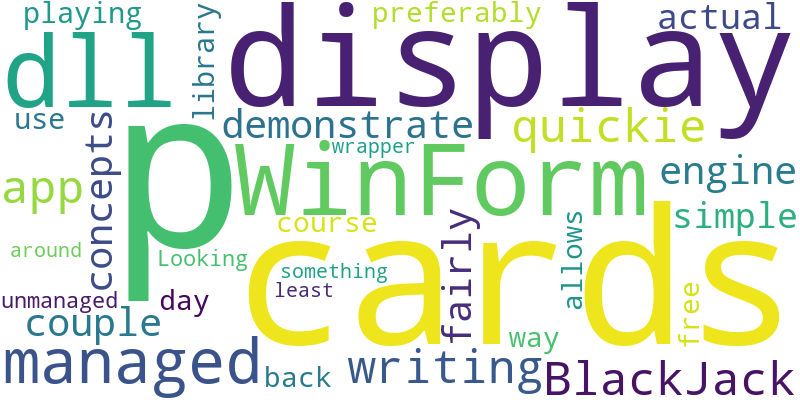 playing
preferably
actual
dll
display
library
use
demonstrate
quickie
wrapper
p
WinForm
concepts
engine
app
simple
course
fairly
allows
around
Looking
cards
something
least
unmanaged
day
free
couple
way
managed
back
writing
BlackJack